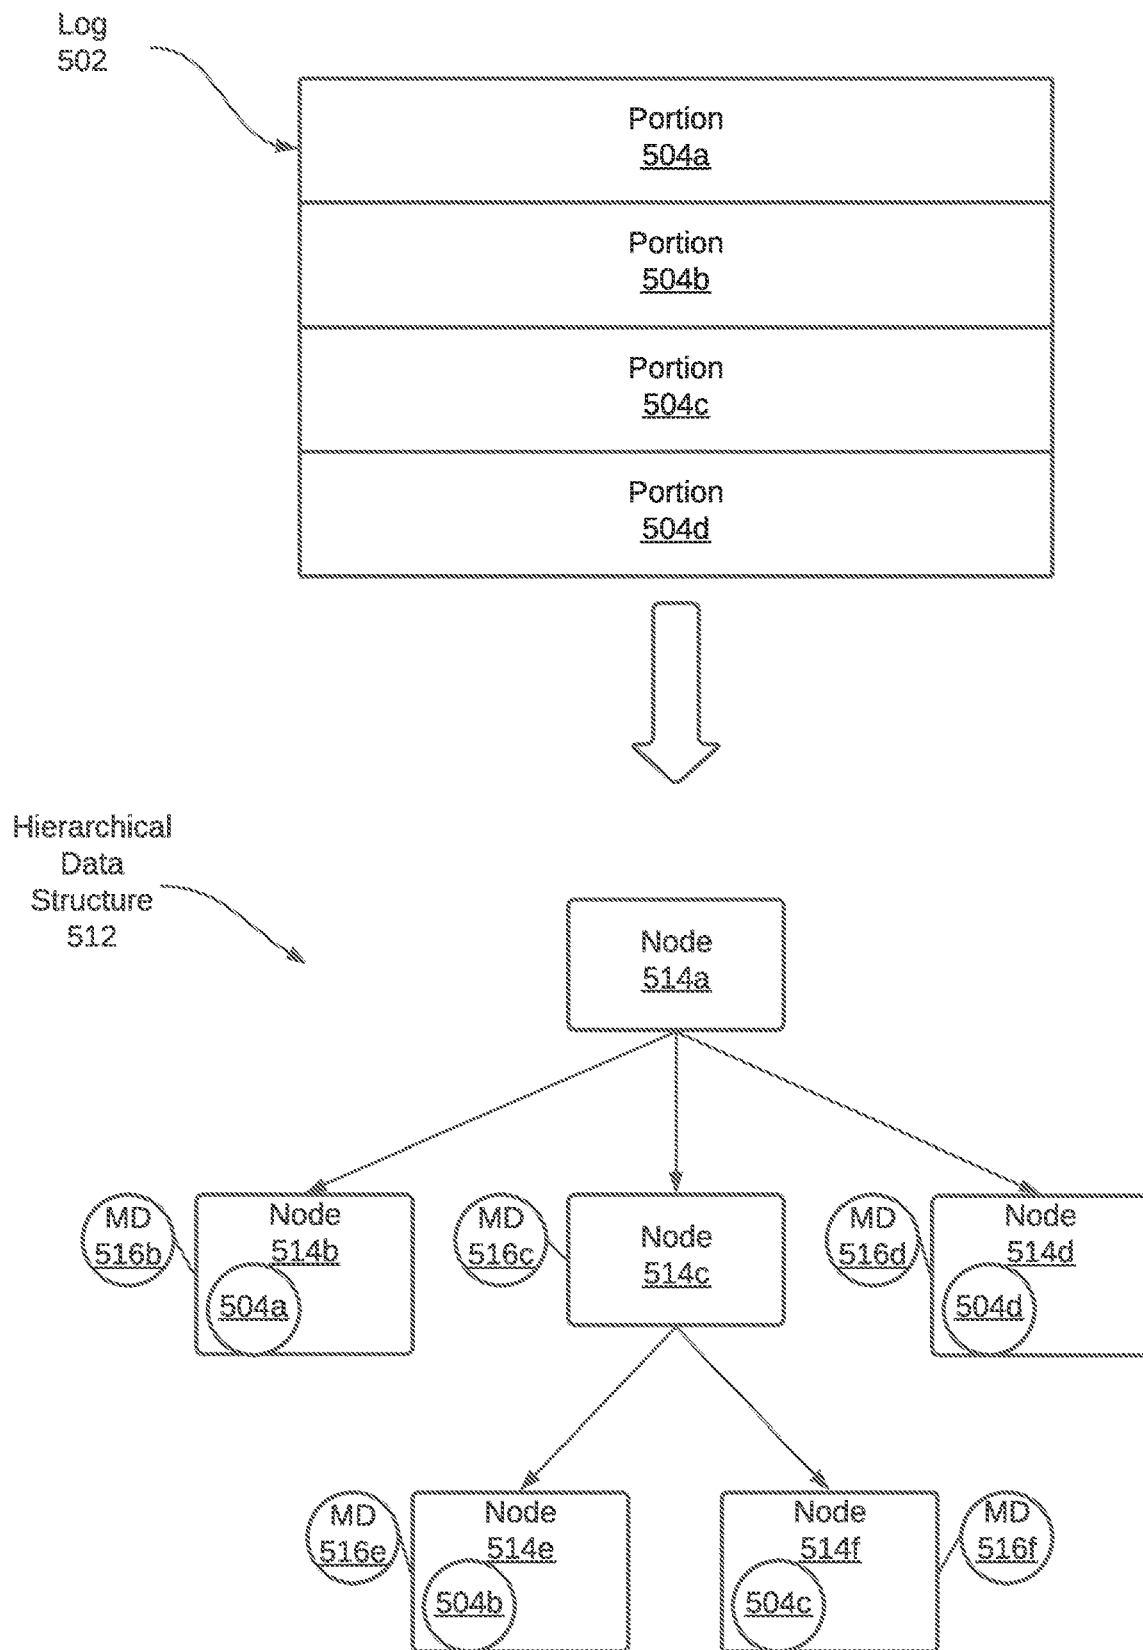 Log
502
Portion
504a
Portion
504b
Portion
504c
Portion
504d
Hierarchical
Data
Structure
512
Node
514a
MD
516b
Node
514b
504a
MD
516c
Node
514c
MD
516d
Node
514d
504d
MD
516e
Node
514e
504b
Node
514f
504c
MD
516f